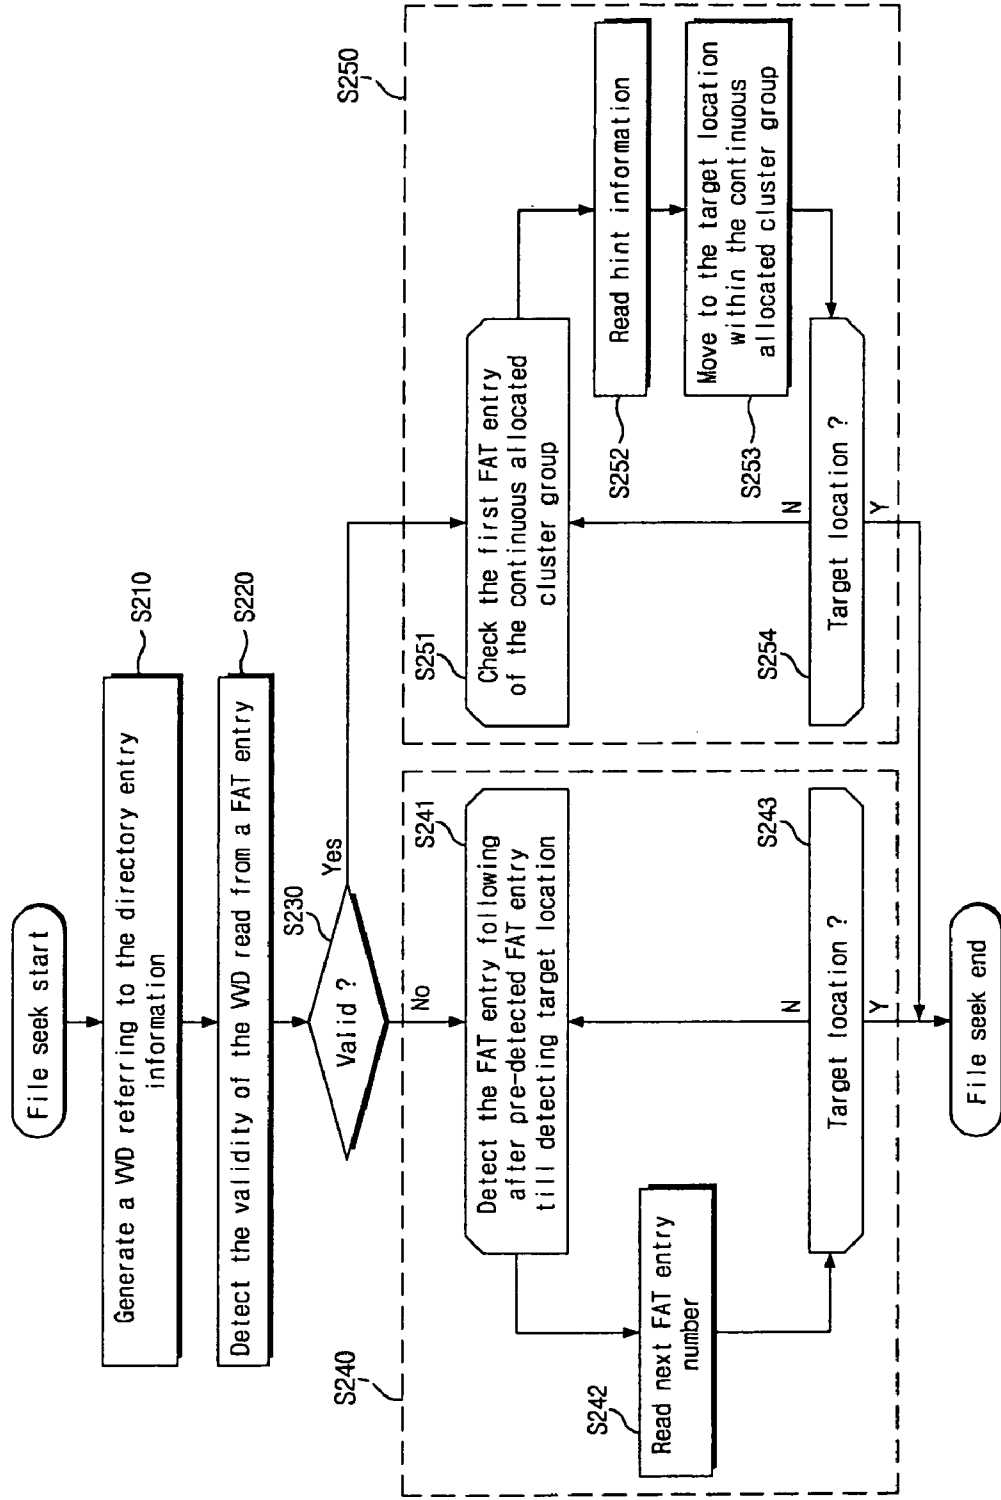 File seek start
Generate a VVD referring to the directory entry
information
S210
Detect the validity of the VVD read from a FAT entry
S220
Valid ?
S230
Yes
No
S240
S241
Detect the FAT entry following
after pre-detected FAT entry
till detecting target location
S242
Read next FAT entry
number
N
S243
Target location ?
Y
S250
S251
Check the first FAT entry
of the continuous allocated
cluster group
S252
Read hint information
S253
Move to the target location
within the continuous
allocated cluster group
N
S254
Target location ?
Y
File seek end